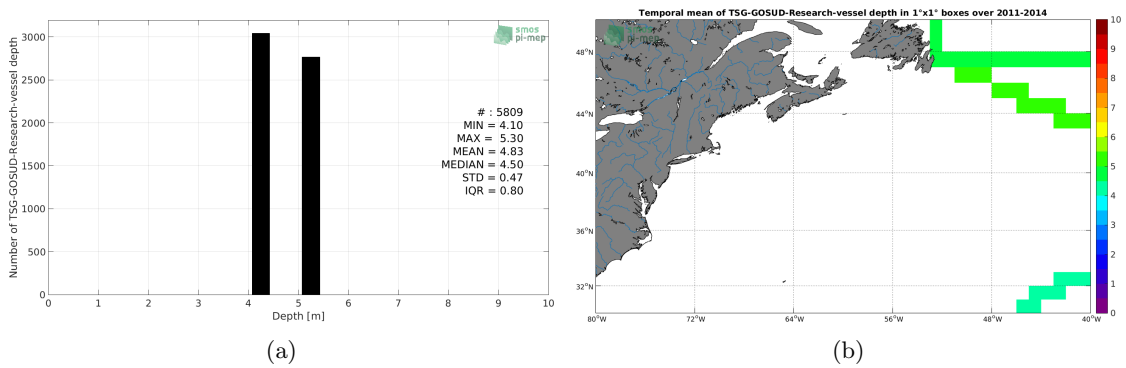 Number of TSG-GOSUD-Research-vessel depth
3000
2500
2000
1500
1000
500
0
smos
pi-mep
# : 5809
MIN = 4.10
MAX = 5.30
MEAN = 4.83
MEDIAN = 4.50
STD = 0.47
IQR = 0.80
0 1 2 3 4 5 6 7 8 9 10
Depth [m]
(a)
Temporal mean of TSG-GOSUD-Research-vessel depth in 1°x1° boxes over 2011-2014
smos
pi-mep
48°N
44°N
40°N
36°N
32°N
80°W 72°W 64°W 56°W 48°W 40°W
10
9
8
7
6
5
4
3
2
1
0
(b)